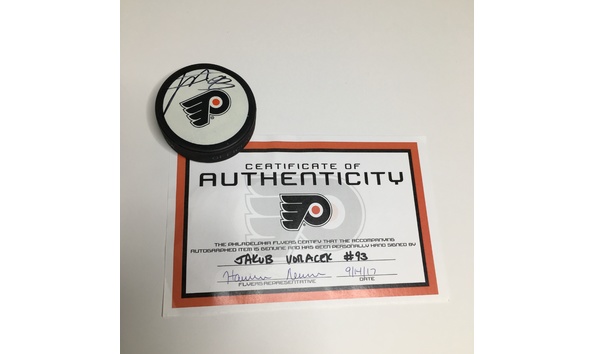 CERTIFICATE OF
AUTHENTICITY
THE PHILADELPHIA FLYERS CERTIFY THAT THE ACCOMPANYING
AUTOGRAPHED ITEM IS GENUINE AND HAS BEEN PERSONALLY HAND SIGNED BY
JAKUB VORACEK #93
9/14/17
FLYERS REPRESENTATIVE DATE